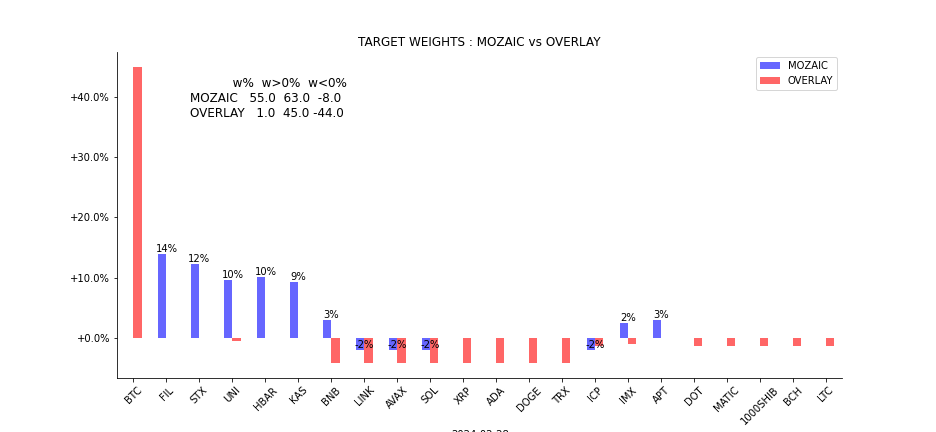 TARGET WEIGHTS : MOZAIC vs OVERLAY
MOZAIC
OVERLAY
w% w>0% w<0%
MOZAIC 55.0 63.0 -8.0
OVERLAY 1.0 45.0 -44.0
+40.0%
+30.0%
+20.0%
+10.0%
+0.0%
14%
12%
10%
10%
9%
3%
-2%
-2%
-2%
-2%
2%
3%
BTC
FIL
STX
UNI
HBAR
KAS
BNB
LINK
AVAX
SOL
XRP
ADA
DOGE
TRX
ICP
IMX
APT
DOT
MATIC
1000SHIB
BCH
LTC